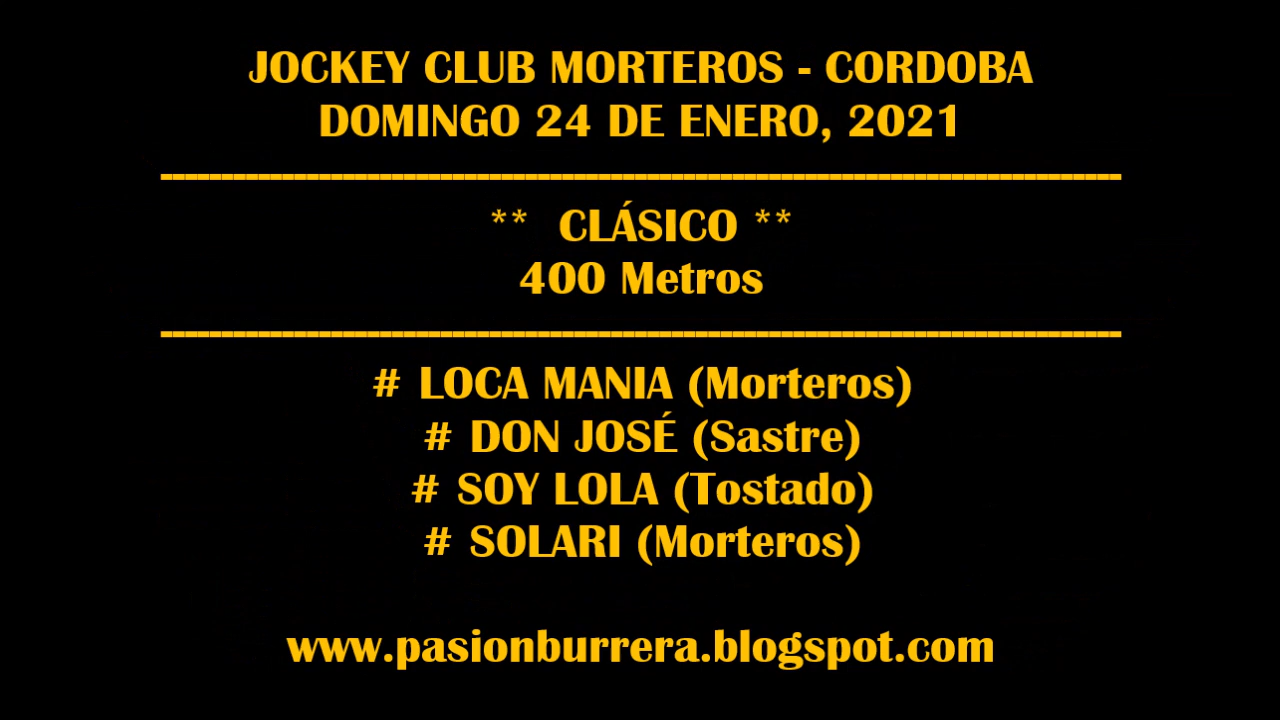 JOCKEY CLUB MORTEROS - CORDOBA
DOMINGO 24 DE ENERO, 2021
--------------------------------------------------------------------------------
** CLÁSICO **
400 Metros
--------------------------------------------------------------------------------
# LOCA MANIA (Morteros)
# DON JOSÉ (Sastre)
# SOY LOLA (Tostado)
# SOLARI (Morteros)
www.pasionburrera.blogspot.com